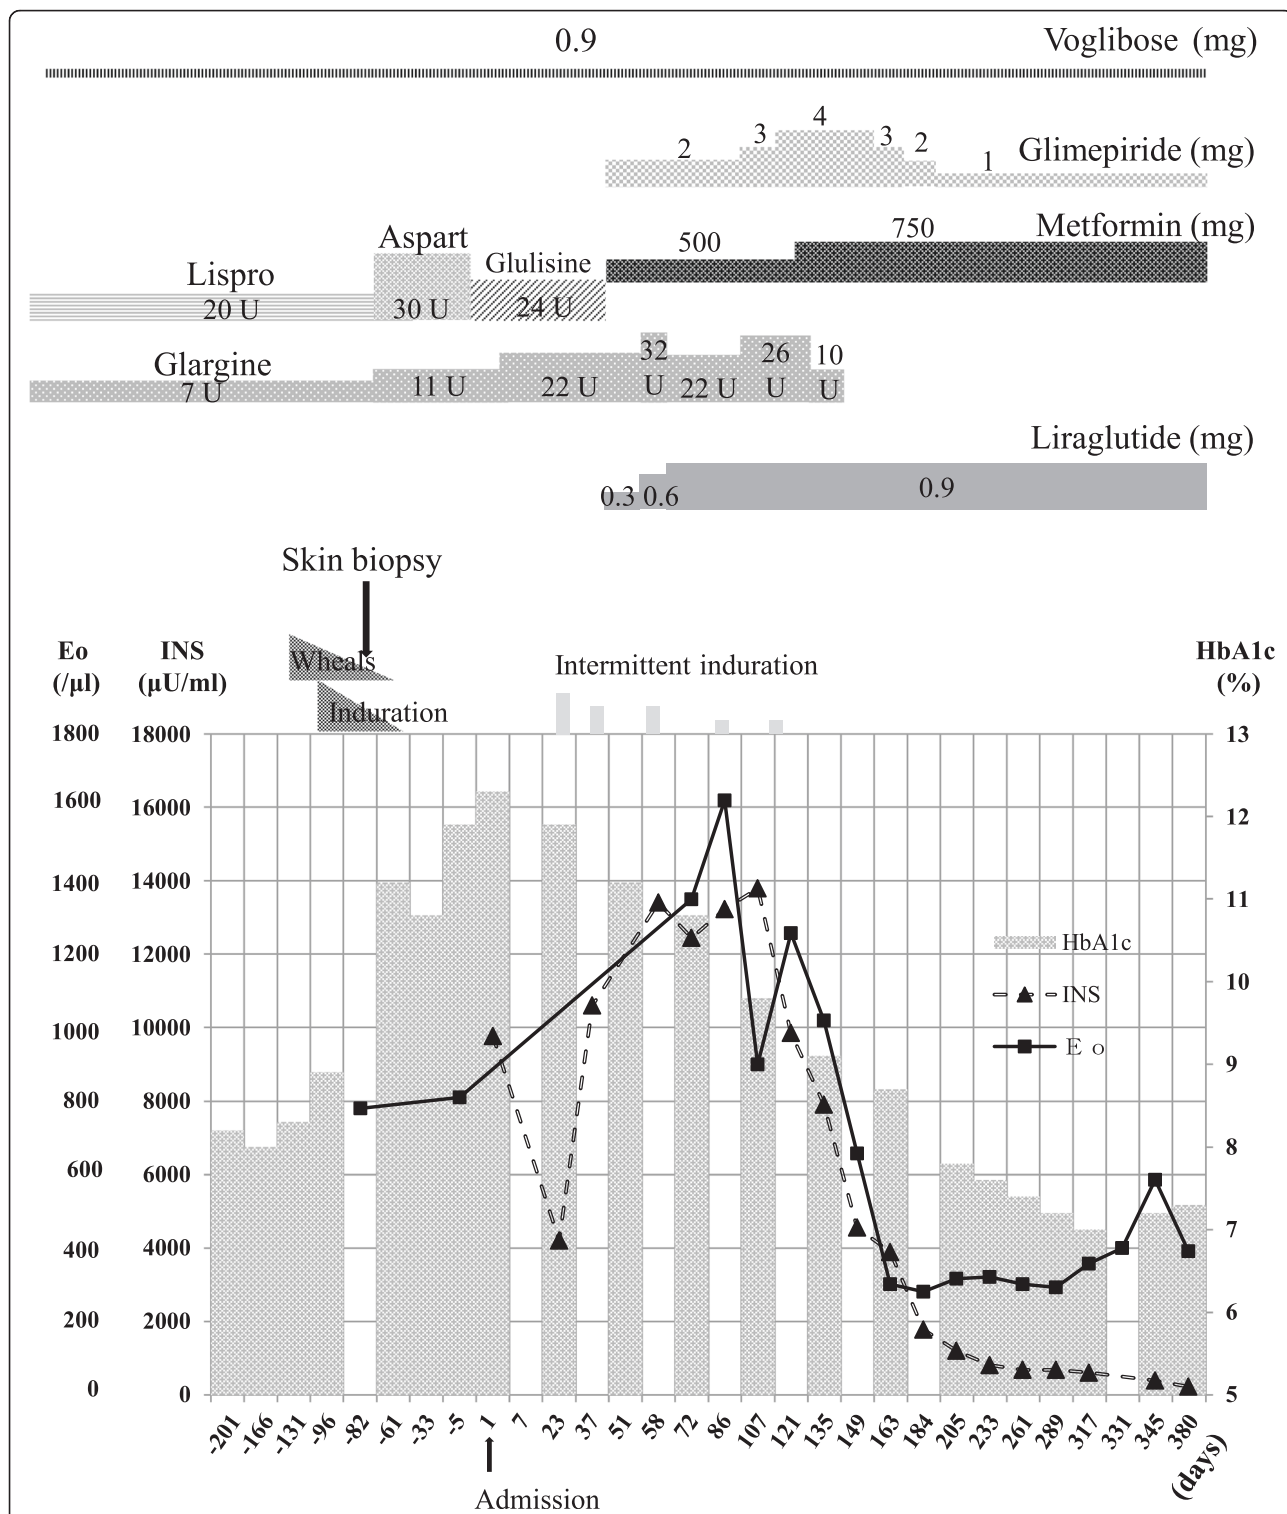 0.9 Voglibose (mg)
4
3 3
2 2
1 Glimepiride (mg)
Aspart 500 750 Metformin (mg)
Glulisine
Lispro
20 U 30 U 24 U
Glargine 32 26 10
7 U 11 U 22 U U 22 U U U
Liraglutide (mg)
0.3 0.6 0.9
Skin biopsy
Eo INS HbA1c
(/μl) (μU/ml) (%)
Wheals Intermittent induration
Induration
1800 18000 13
1600 16000
12
1400 14000
11
1200 12000
HbA1c
10
INS
1000 10000
Eo
9
800 8000
8
600 6000
7
400 4000
6
200 2000
0 0 5
-201 -166 -131 -96 -82 -61 -33 -5 1 7 23 37 51 58 72 86 107 121 135 149 163 184 205 233 261 289 317 331 345 380
(days)
Admission